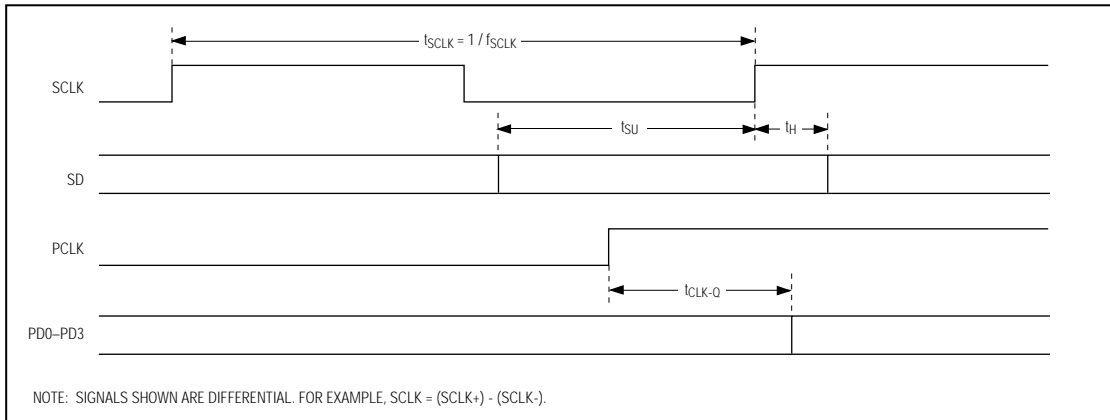 tSCLK = 1 / fSCLK
SCLK
tSU
tH
SD
PCLK
tCLK-Q
PD0–PD3
NOTE: SIGNALS SHOWN ARE DIFFERENTIAL. FOR EXAMPLE, SCLK = (SCLK+) - (SCLK-).